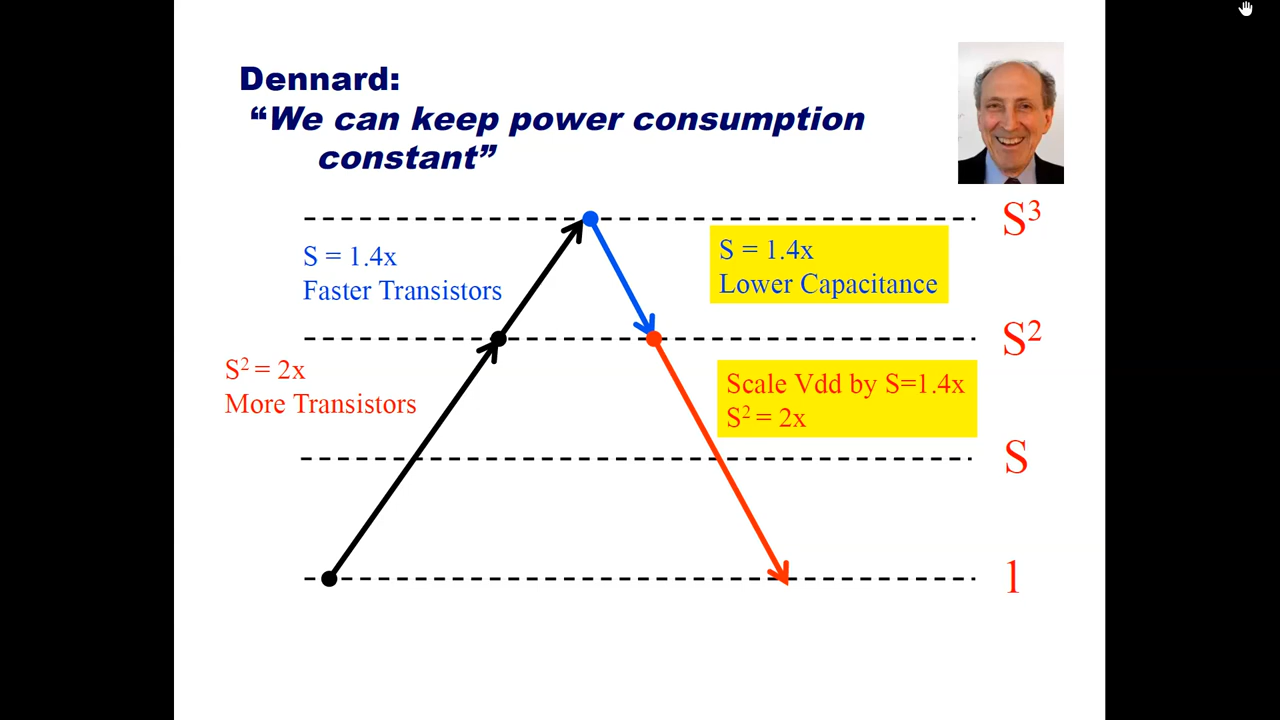 Dennard:
“We can keep power consumption
constant”
S³
S = 1.4x
Faster Transistors
S = 1.4x
Lower Capacitance
S²
S² = 2x
More Transistors
Scale Vdd by S=1.4x
S² = 2x
S
1